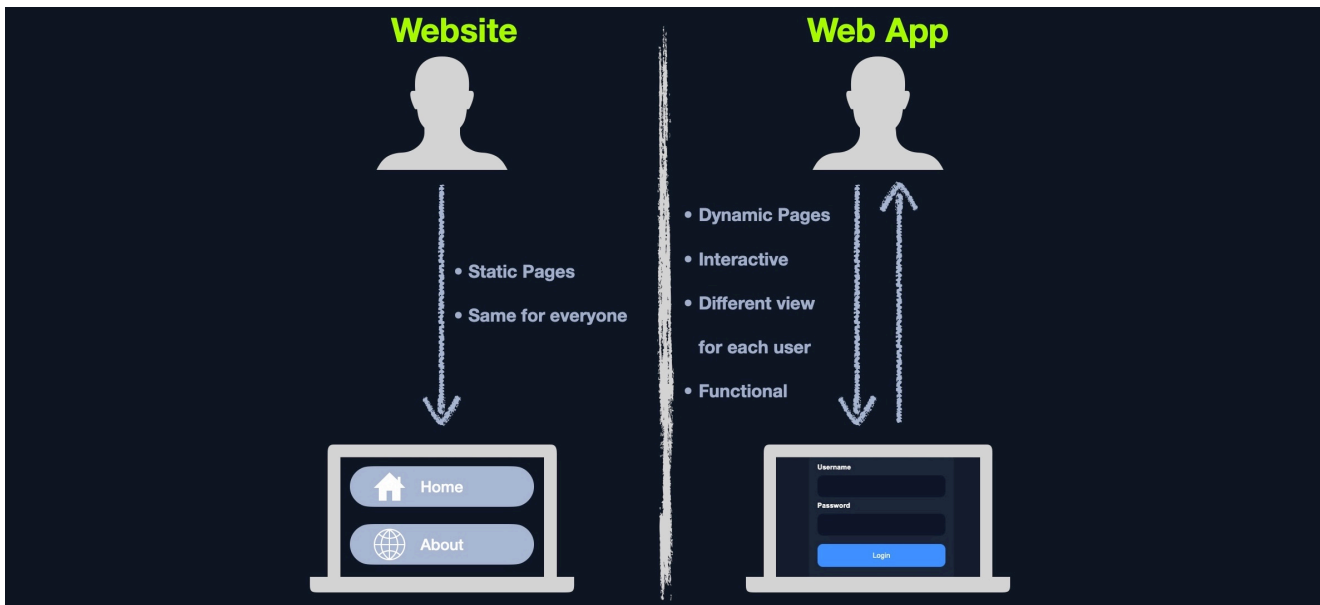 Website
• Static Pages
• Same for everyone
Home
About
Web App
• Dynamic Pages
• Interactive
• Different view
for each user
• Functional
Username
Password
Login